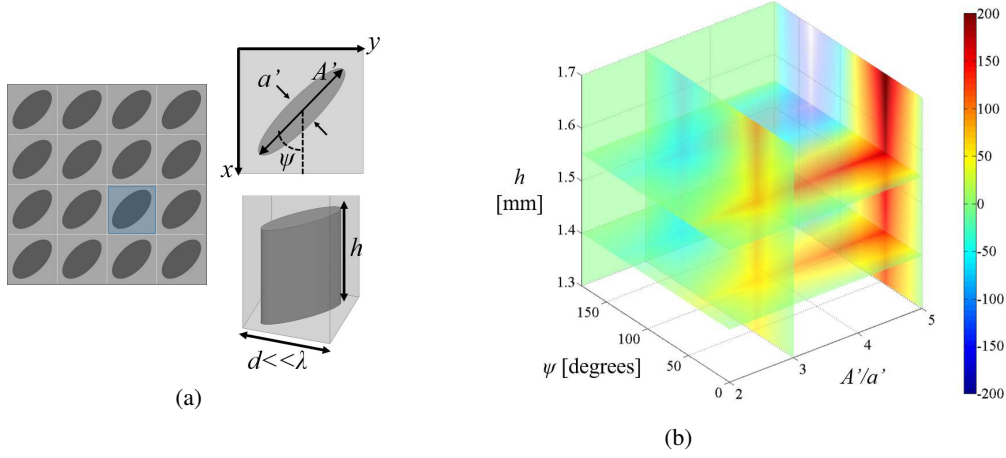 y
A'
a'
ψ
x
h
d<<λ
(a)
200
150
100
50
0
-50
-100
-150
-200
1.7
1.6
1.5
1.4
1.3
h
[mm]
150
100
50
0
ψ [degrees]
2
3
4
5
A'/a'
(b)